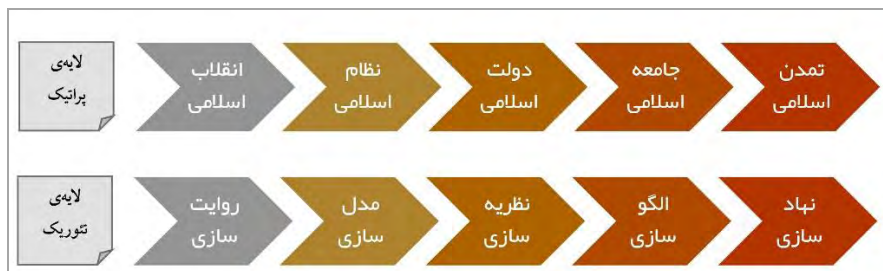 لایه‌ی
پراتیک
انقلاب
اسلامی
نظام
اسلامی
دولت
اسلامی
جامعه
اسلامی
تمدن
اسلامی
لایه‌ی
تئوریک
روایت
سازی
مدل
سازی
نظریه
سازی
الگو
سازی
نهاد
سازی